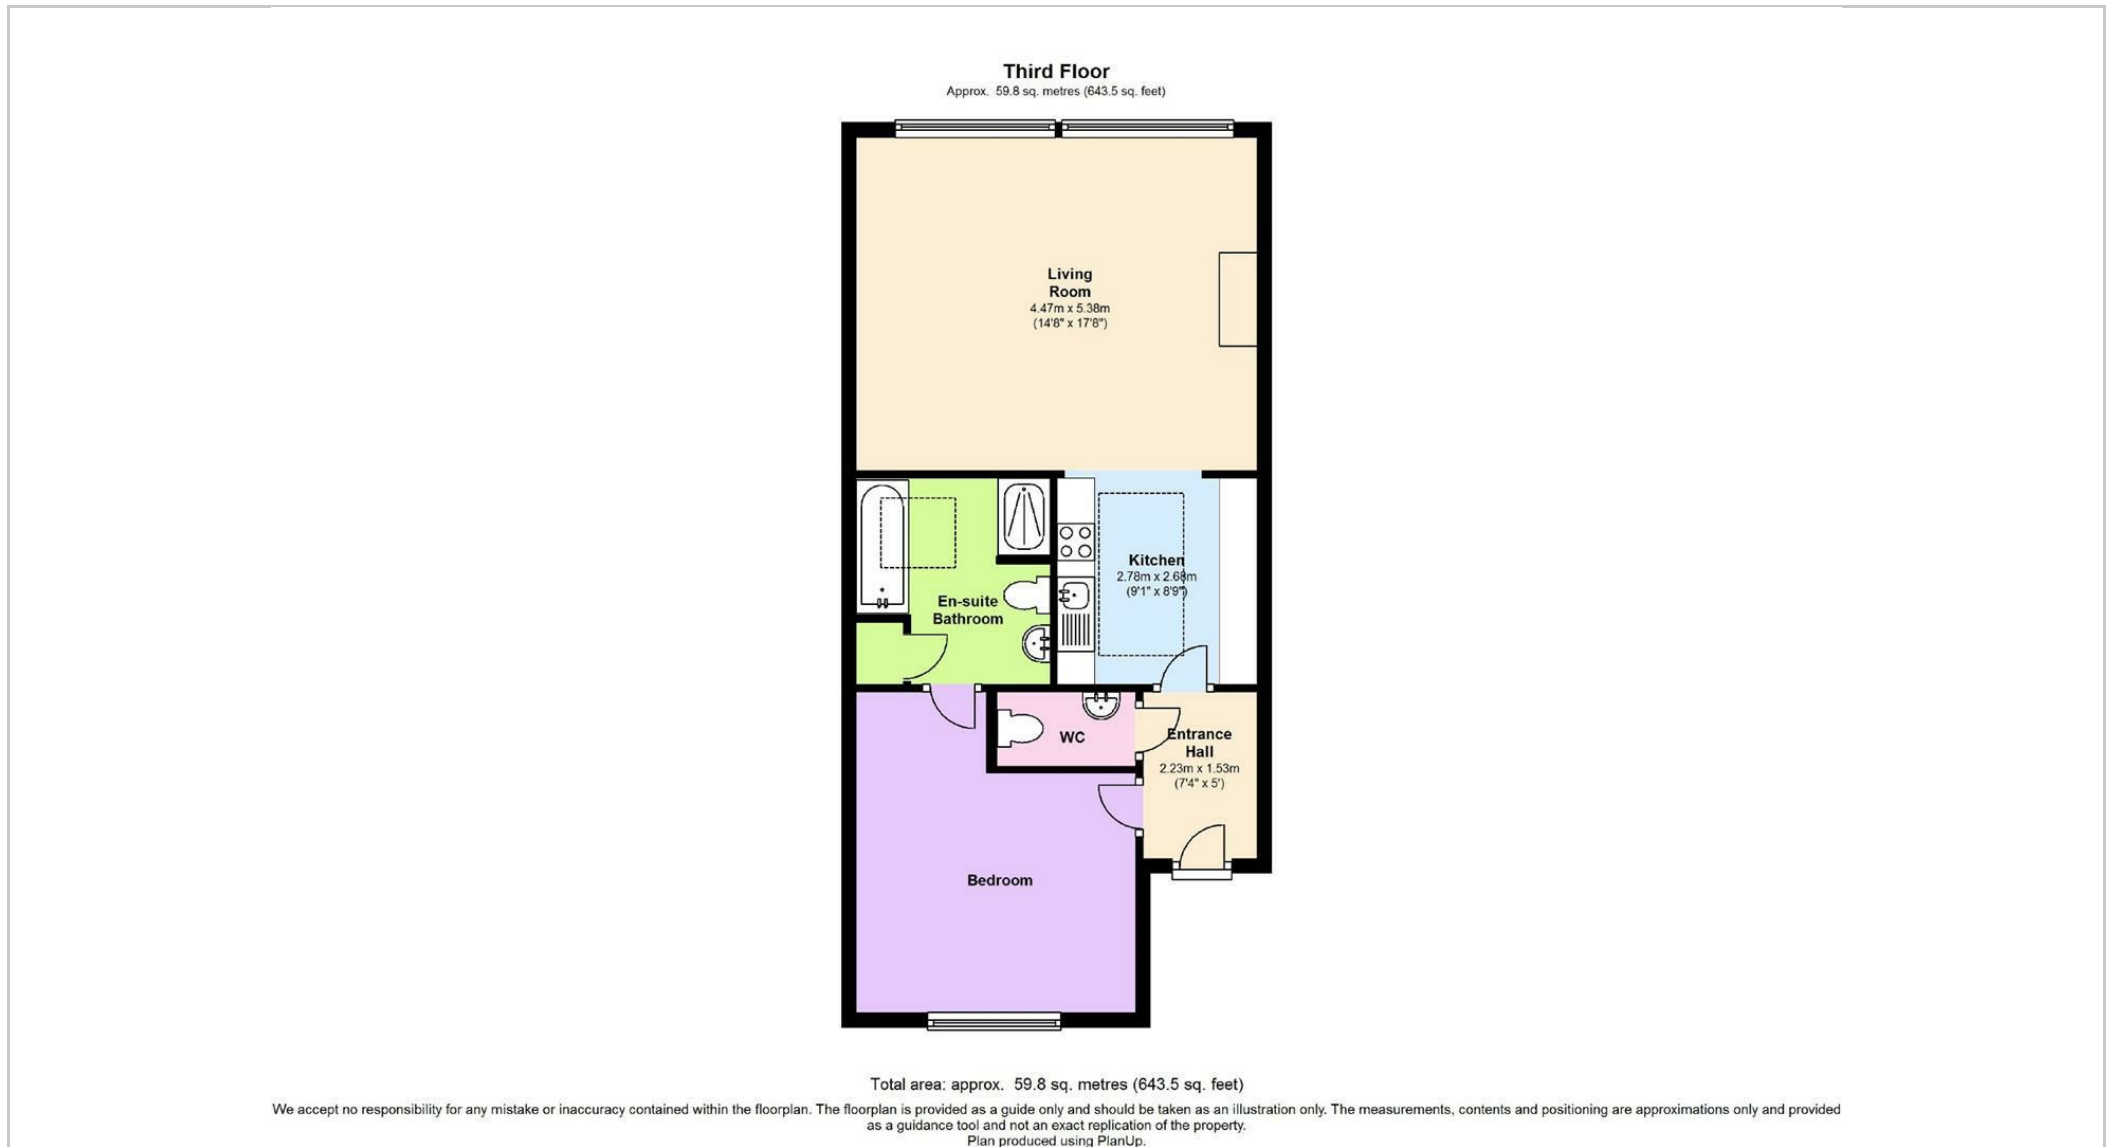 Third Floor
Approx. 59.8 sq. metres (643.5 sq. feet)
Living
Room
4.47m x 5.38m
(14'8" x 17'8")
Kitchen
2.78m x 2.68m
(9'1" x 8'9")
En-suite
Bathroom
WC
Entrance
Hall
2.23m x 1.53m
(7'4" x 5')
Bedroom
Total area: approx. 59.8 sq. metres (643.5 sq. feet)
We accept no responsibility for any mistake or inaccuracy contained within the floorplan. The floorplan is provided as a guide only and should be taken as an illustration only. The measurements, contents and positioning are approximations only and provided
as a guidance tool and not an exact replication of the property.
Plan produced using PlanUp.